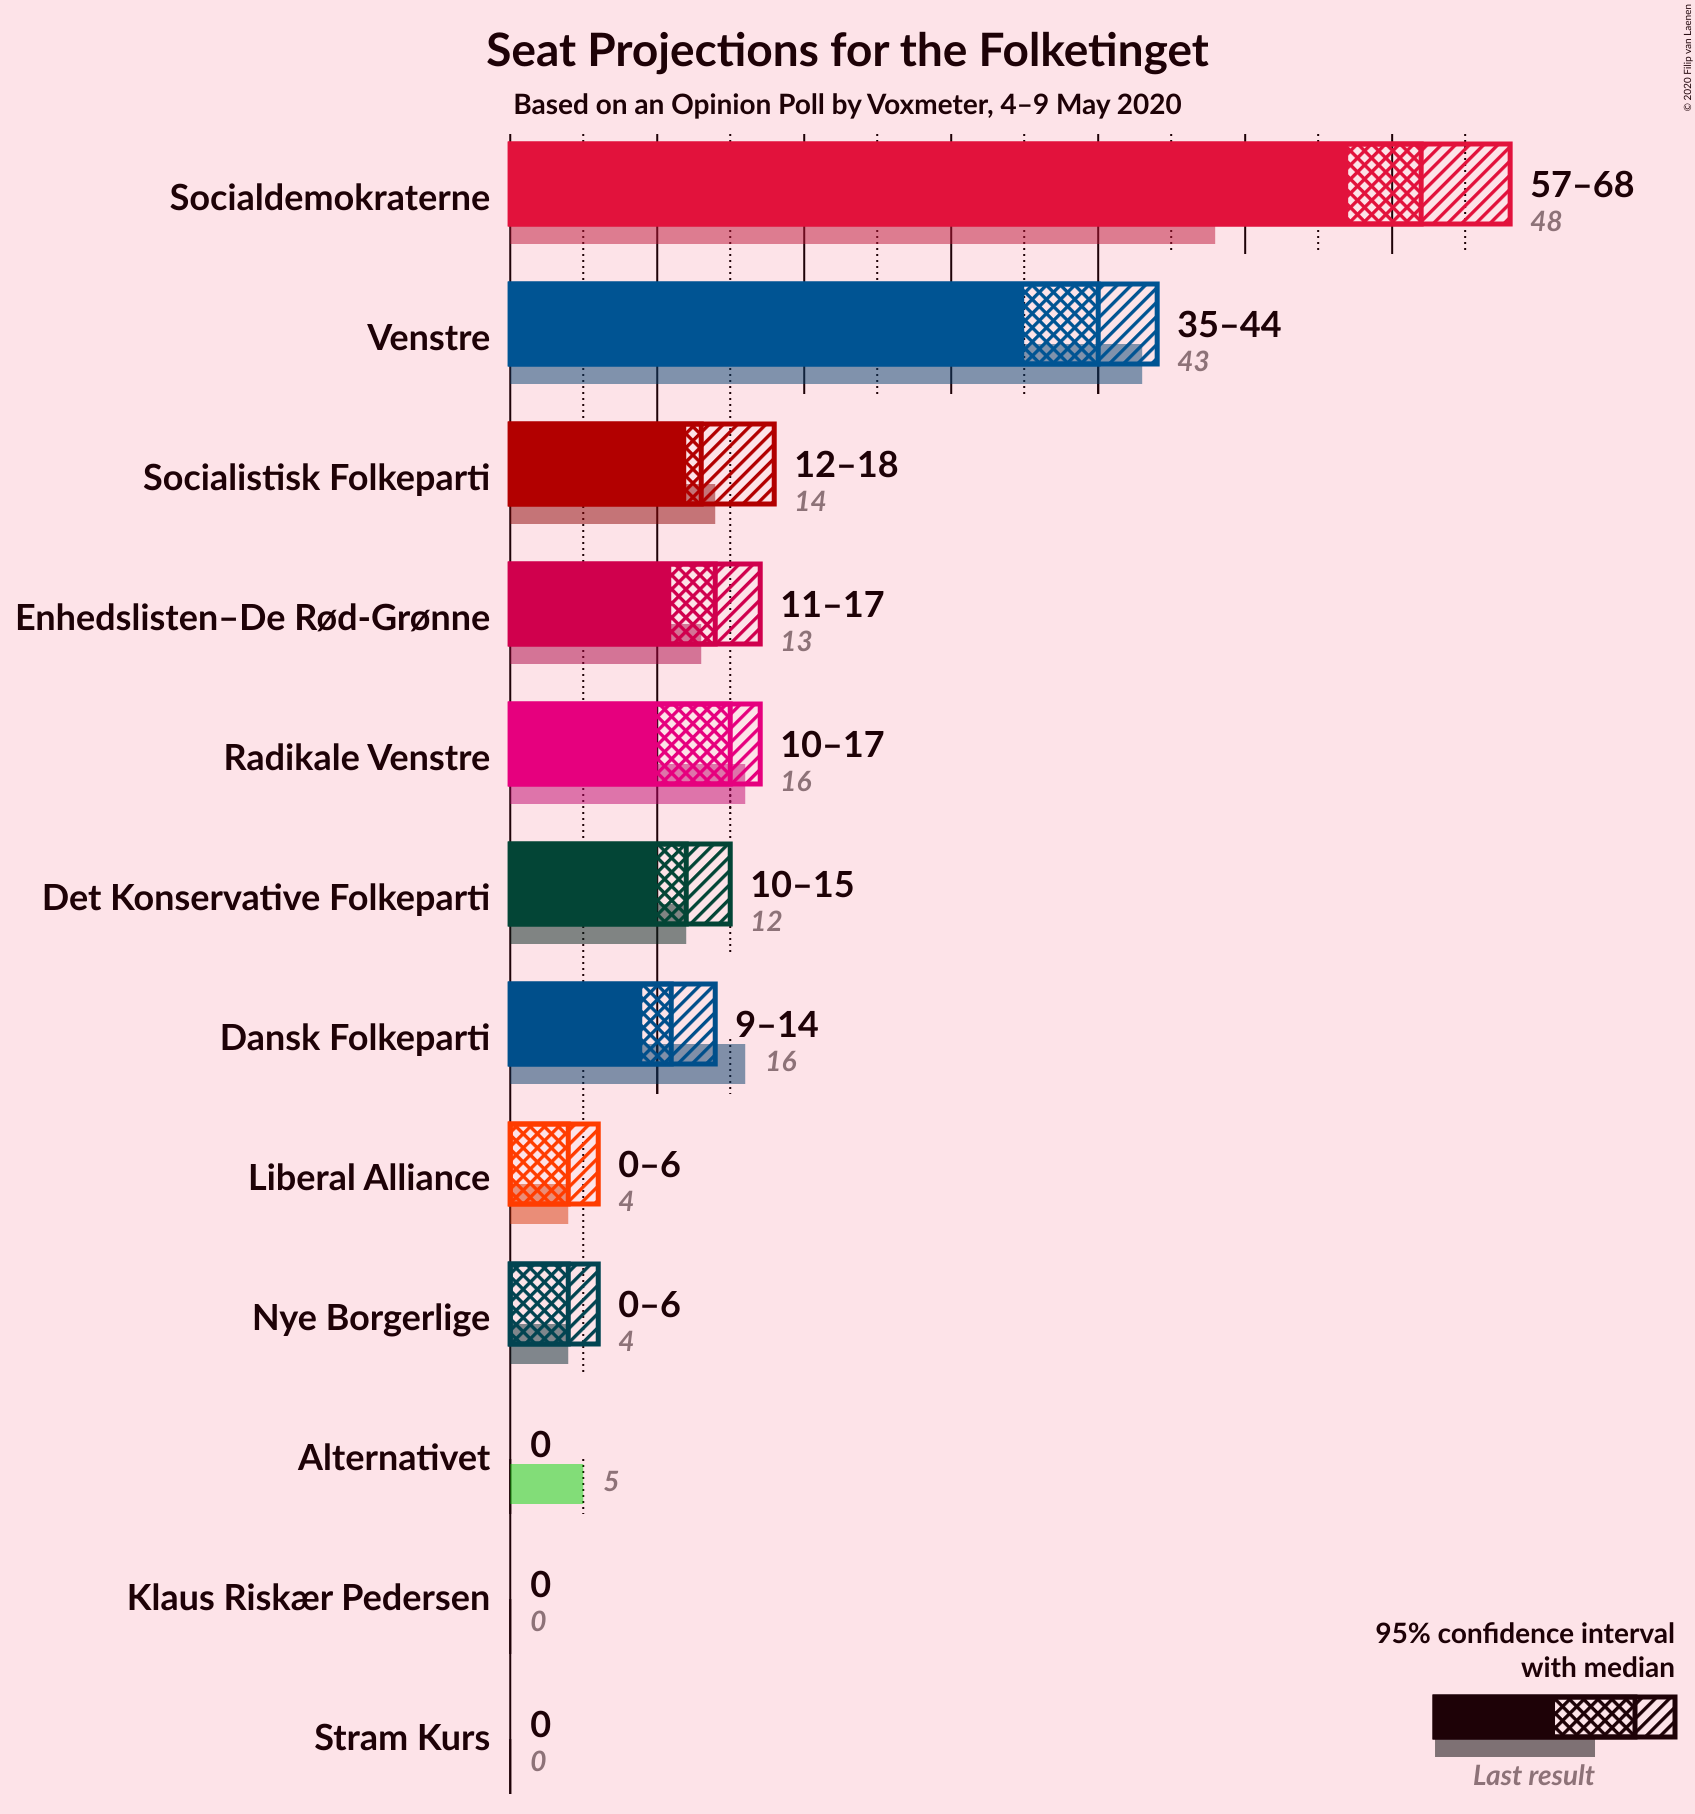 Seat Projections for the Folketinget
Based on an Opinion Poll by Voxmeter, 4–9 May 2020
© 2020 Filip van Laenen
Socialdemokraterne
57–68
48
Venstre
35–44
43
Socialistisk Folkeparti
12–18
14
Enhedslisten–De Rød-Grønne
11–17
13
Radikale Venstre
10–17
16
Det Konservative Folkeparti
10–15
12
Dansk Folkeparti
9–14
16
Liberal Alliance
0–6
4
Nye Borgerlige
0–6
4
Alternativet
0
5
Klaus Riskær Pedersen
0
0
Stram Kurs
0
0
95% confidence interval
with median
Last result